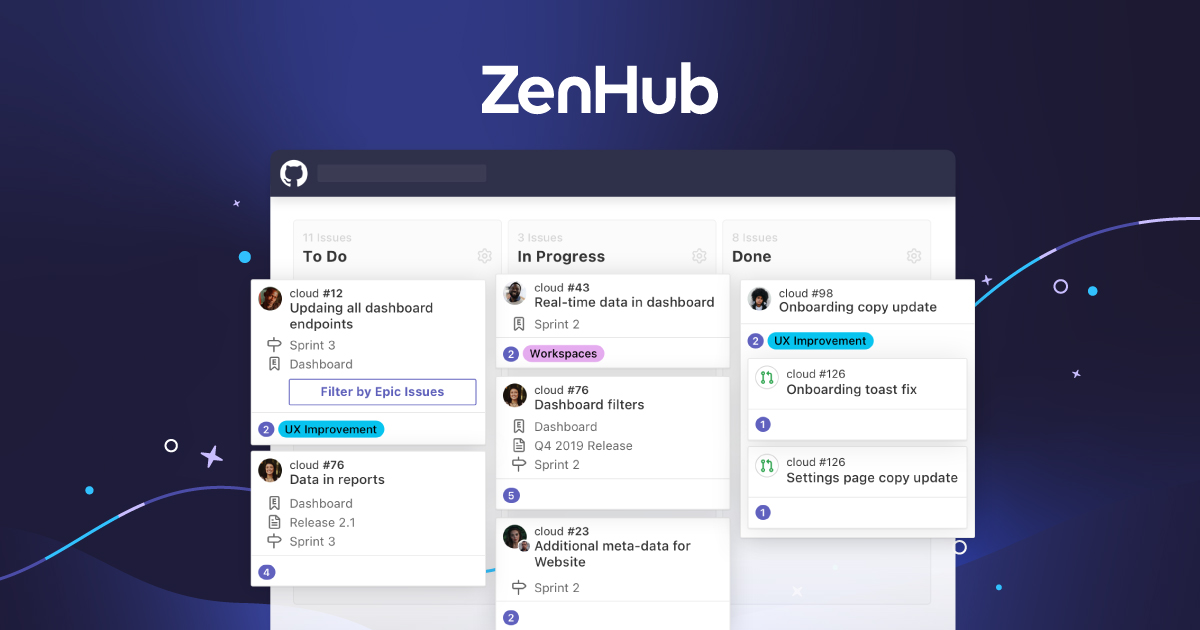 ZenHub
11 Issues
To Do
cloud #12
Updaing all dashboard
endpoints
Sprint 3
Dashboard
Filter by Epic Issues
2 UX Improvement
cloud #76
Data in reports
Dashboard
Release 2.1
Sprint 3
4
3 Issues
In Progress
cloud #43
Real-time data in dashboard
Sprint 2
2 Workspaces
cloud #76
Dashboard filters
Dashboard
Q4 2019 Release
Sprint 2
5
cloud #23
Additional meta-data for
Website
Sprint 2
2
8 Issues
Done
cloud #98
Onboarding copy update
2 UX Improvement
cloud #126
Onboarding toast fix
1
cloud #126
Settings page copy update
1